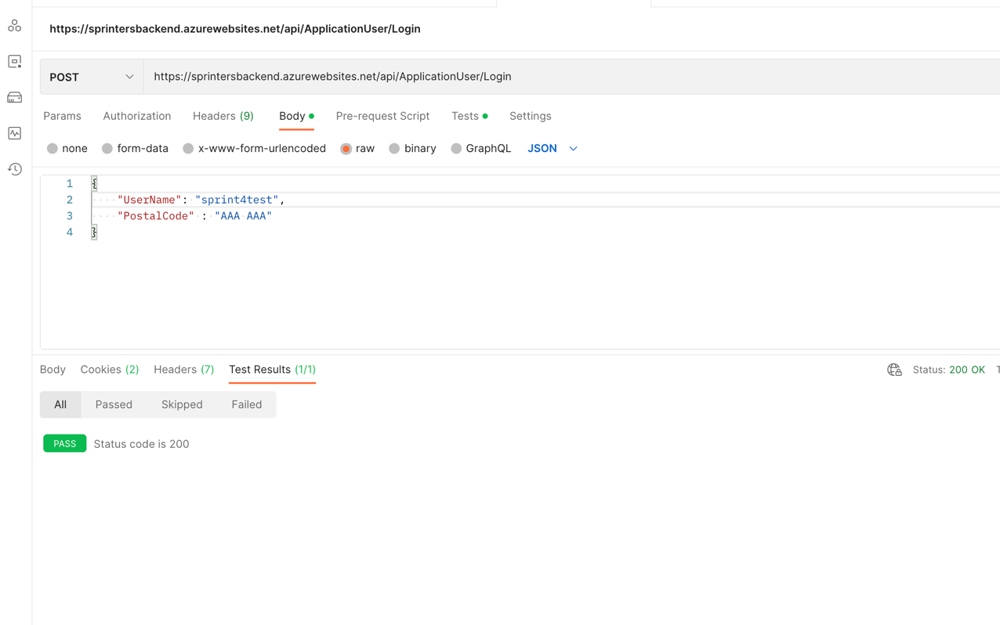 https://sprintersbackend.azurewebsites.net/api/ApplicationUser/Login
POST https://sprintersbackend.azurewebsites.net/api/ApplicationUser/Login
Params Authorization Headers (9) Body Pre-request Script Tests Settings
none form-data x-www-form-urlencoded raw binary GraphQL JSON
1 {
2 "UserName": "sprint4test",
3 "PostalCode" : "AAA AAA"
4 }
Body Cookies (2) Headers (7) Test Results (1/1) Status: 200 OK
All Passed Skipped Failed
PASS Status code is 200